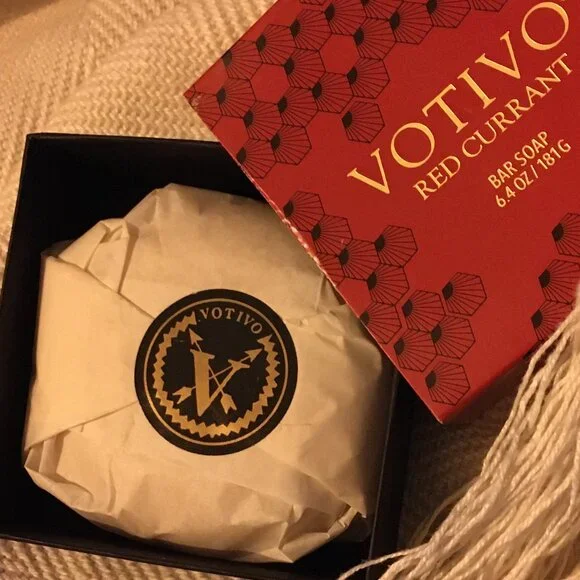 VOTIVO
RED CURRANT
BAR SOAP
6.4 OZ / 181G
VOTIVO
V